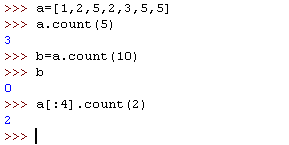 >>> a=[1,2,5,2,3,5,5]
>>> a.count(5)
3
>>> b=a.count(10)
>>> b
0
>>> a[:4].count(2)
2
>>>